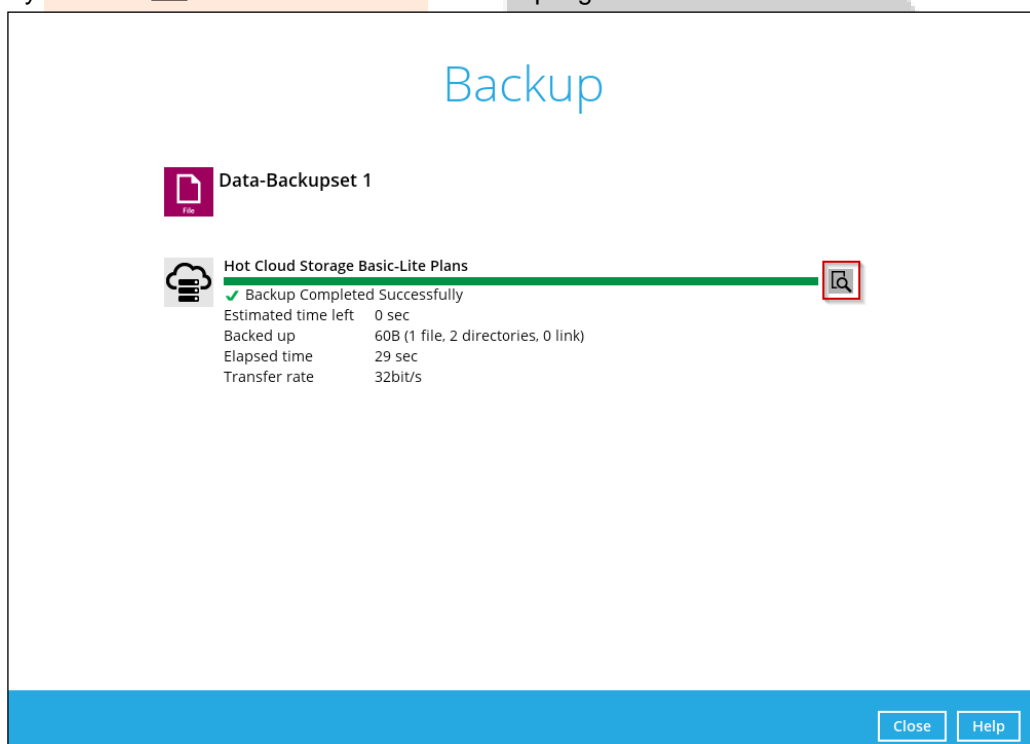 Backup
Data-Backupset 1
File
Hot Cloud Storage Basic-Lite Plans
Backup Completed Successfully
Estimated time left 0 sec
Backed up 60B (1 file, 2 directories, 0 link)
Elapsed time 29 sec
Transfer rate 32bit/s
Close Help